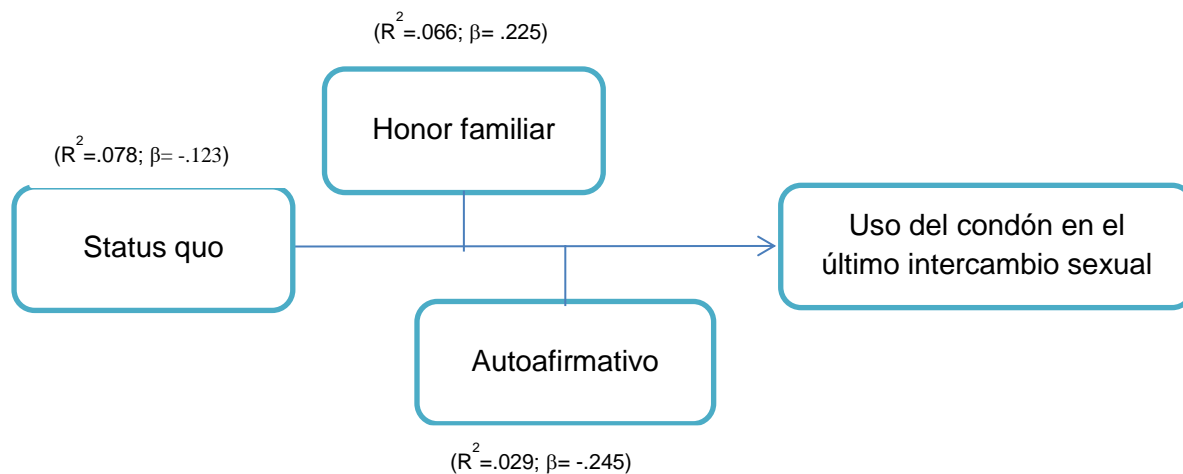 (R²=.066; β= .225)
Honor familiar
(R²=.078; β= -.123)
Status quo
Uso del condón en el
último intercambio sexual
Autoafirmativo
(R²=.029; β= -.245)